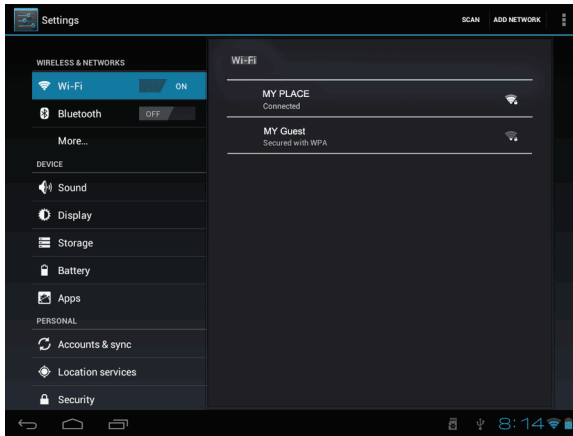 Settings
SCAN ADD NETWORK
WIRELESS & NETWORKS
Wi-Fi ON
Bluetooth OFF
More...
DEVICE
Sound
Display
Storage
Battery
Apps
PERSONAL
Accounts & sync
Location services
Security
Wi-Fi
MY PLACE
Connected
MY Guest
Secured with WPA
8:14